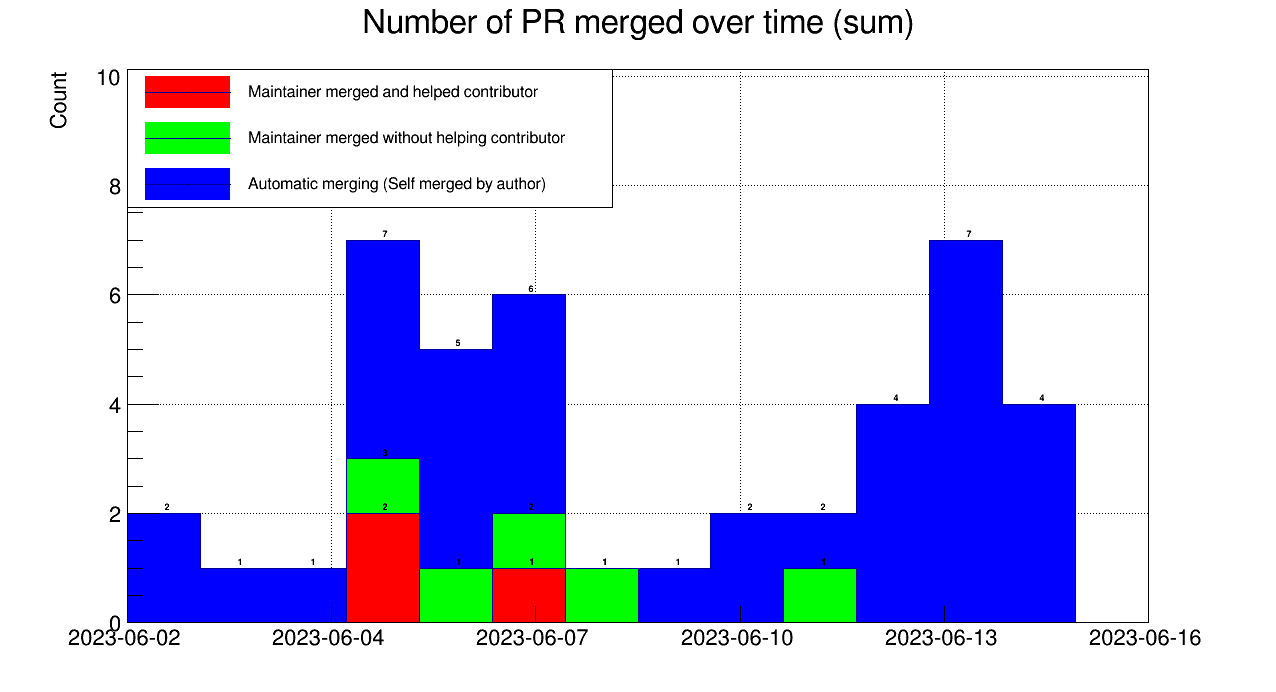 Number of PR merged over time (sum)
Count
10
8
6
4
2
0
Maintainer merged and helped contributor
Maintainer merged without helping contributor
Automatic merging (Self merged by author)
2 1 1 7 5 6 1 1 2 2 4 7 4
3 1 2 1
2 1
2023-06-02 2023-06-04 2023-06-07 2023-06-10 2023-06-13 2023-06-16